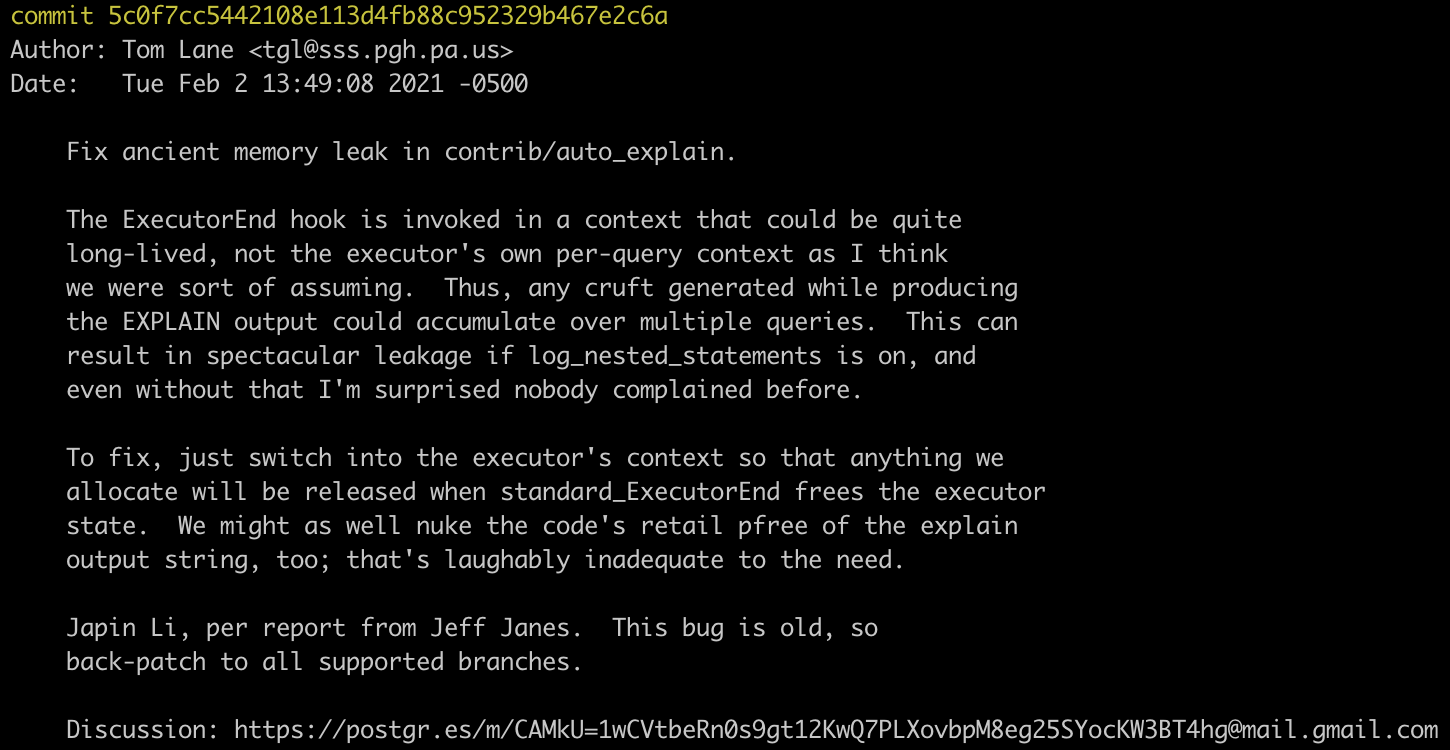 commit 5c0f7cc5442108e113d4fb88c952329b467e2c6a
Author: Tom Lane <tgl@sss.pgh.pa.us>
Date:   Tue Feb 2 13:49:08 2021 -0500

    Fix ancient memory leak in contrib/auto_explain.

    The ExecutorEnd hook is invoked in a context that could be quite
    long-lived, not the executor's own per-query context as I think
    we were sort of assuming.  Thus, any cruft generated while producing
    the EXPLAIN output could accumulate over multiple queries.  This can
    result in spectacular leakage if log_nested_statements is on, and
    even without that I'm surprised nobody complained before.

    To fix, just switch into the executor's context so that anything we
    allocate will be released when standard_ExecutorEnd frees the executor
    state.  We might as well nuke the code's retail pfree of the explain
    output string, too; that's laughably inadequate to the need.

    Japin Li, per report from Jeff Janes.  This bug is old, so
    back-patch to all supported branches.

    Discussion: https://postgr.es/m/CAMkU=1wCVtbeRn0s9gt12KwQ7PLXovbpM8eg25SYocKW3BT4hg@mail.gmail.com